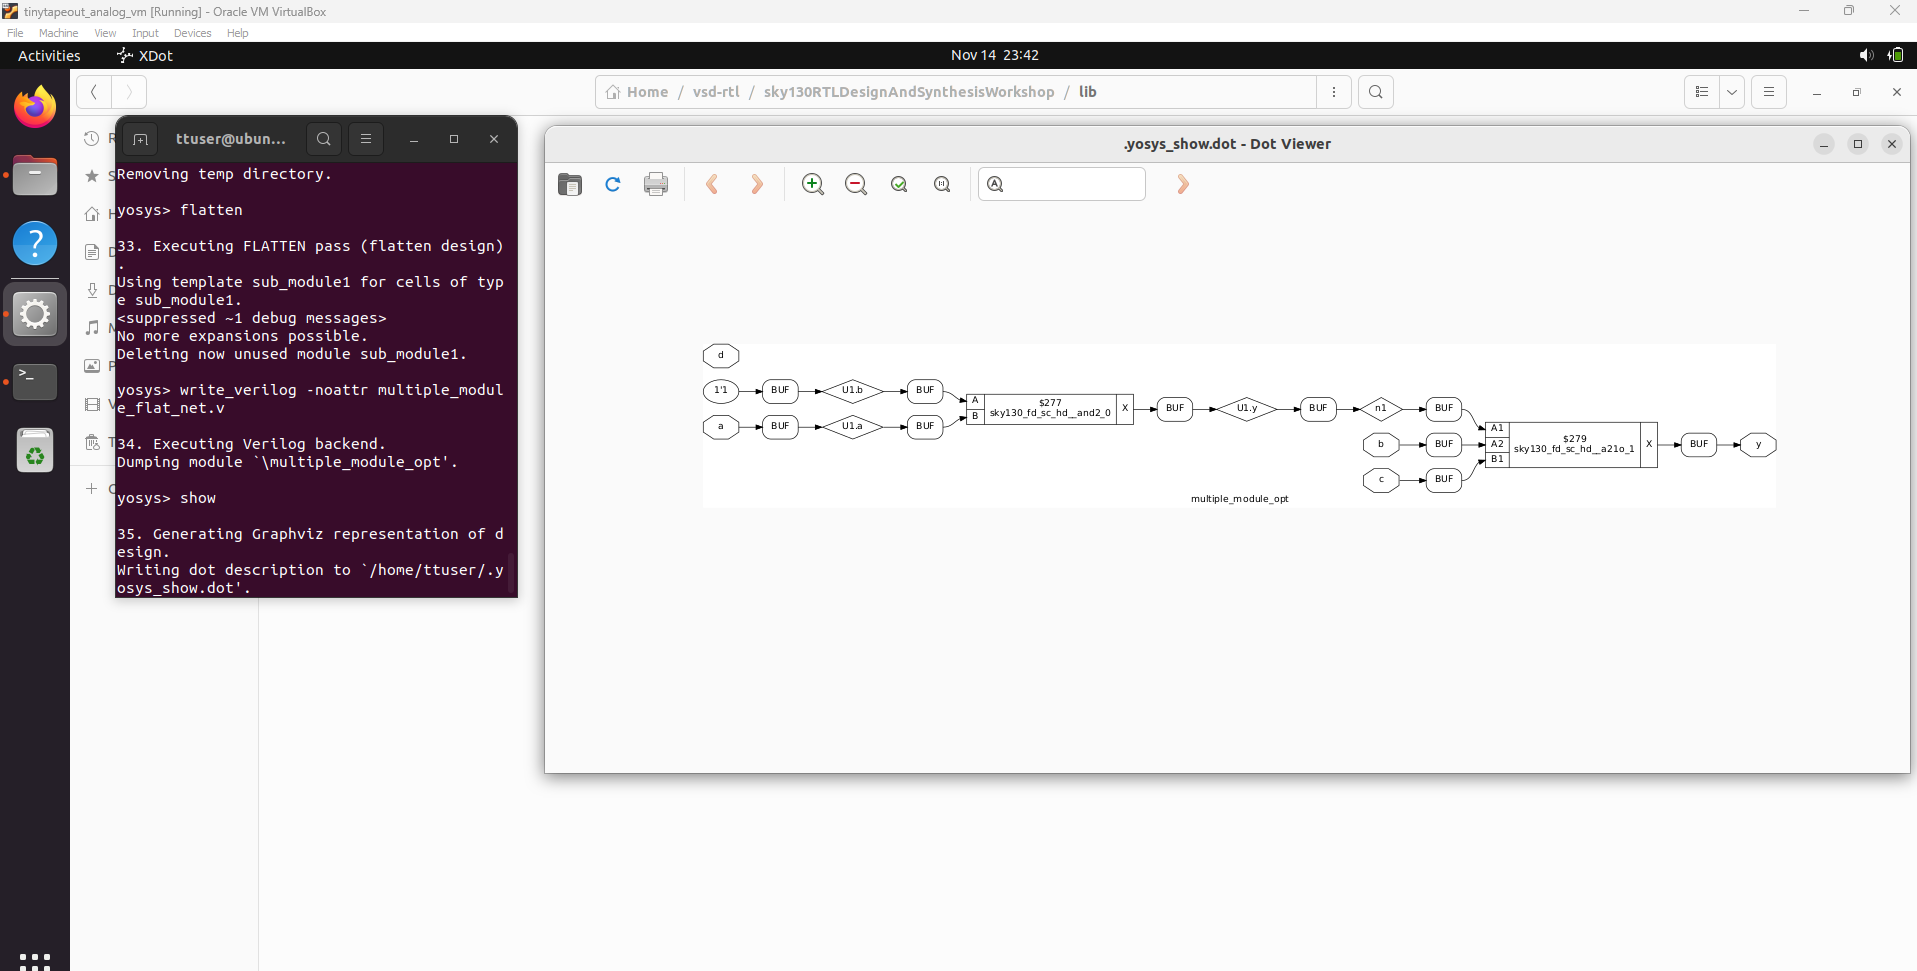 tinytapeout_analog_vm [Running] - Oracle VM VirtualBox
File Machine View Input Devices Help
Activities XDot Nov 14 23:42
Home / vsd-rtl / sky130RTLDesignAndSynthesisWorkshop / lib
ttuser@ubun...
Removing temp directory.
yosys> flatten
33. Executing FLATTEN pass (flatten design)
.
Using template sub_module1 for cells of typ
e sub_module1.
<suppressed ~1 debug messages>
No more expansions possible.
Deleting now unused module sub_module1.
yosys> write_verilog -noattr multiple_modul
e_flat_net.v
34. Executing Verilog backend.
Dumping module `\multiple_module_opt'.
yosys> show
35. Generating Graphviz representation of d
esign.
Writing dot description to `/home/ttuser/.y
osys_show.dot'.
.yosys_show.dot - Dot Viewer
d
1'1 BUF U1.b BUF
a BUF U1.a BUF
A
B
$277
sky130_fd_sc_hd__and2_0
X
BUF U1.y BUF n1 BUF
b BUF
c BUF
A1
A2
B1
$279
sky130_fd_sc_hd__a21o_1
X
BUF y
multiple_module_opt